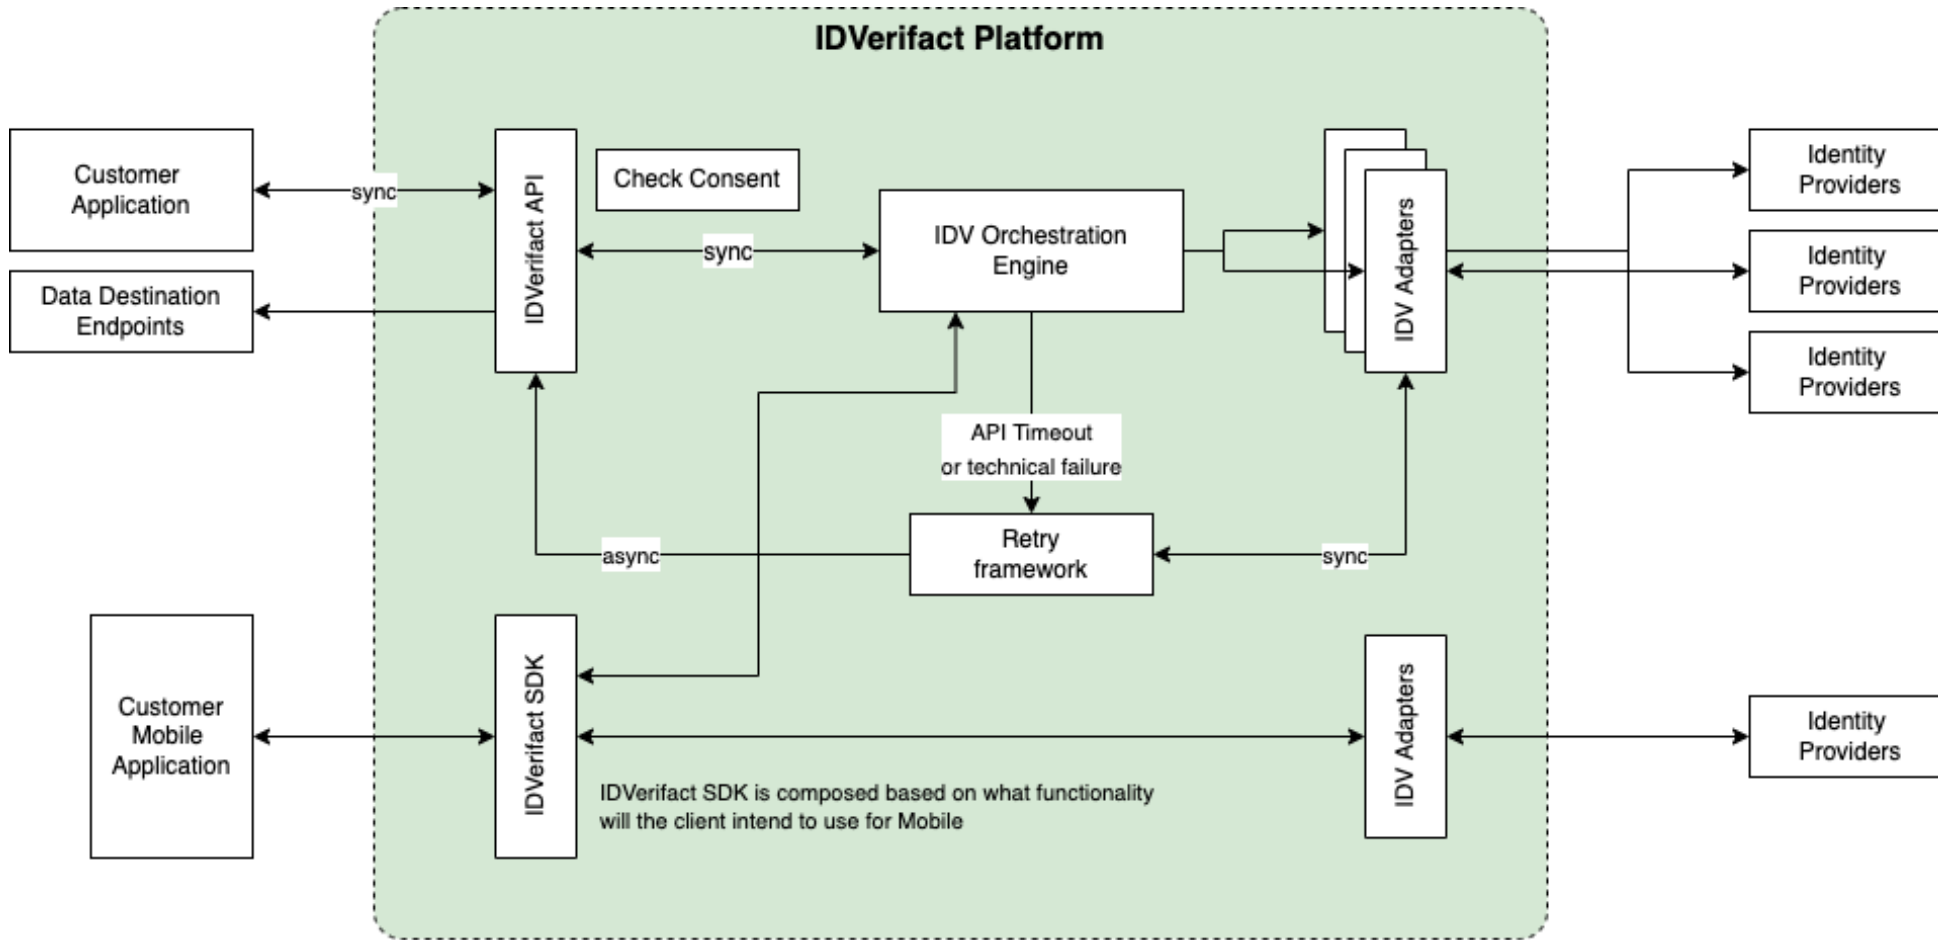 IDVerifact Platform
Customer
Application
sync
IDVerifact API
Check Consent
sync
IDV Orchestration
Engine
IDV Adapters
Identity
Providers
Identity
Providers
Identity
Providers
Data Destination
Endpoints
API Timeout
or technical failure
Retry
framework
async
sync
Customer
Mobile
Application
IDVerifact SDK
IDV Adapters
Identity
Providers
IDVerifact SDK is composed based on what functionality
will the client intend to use for Mobile